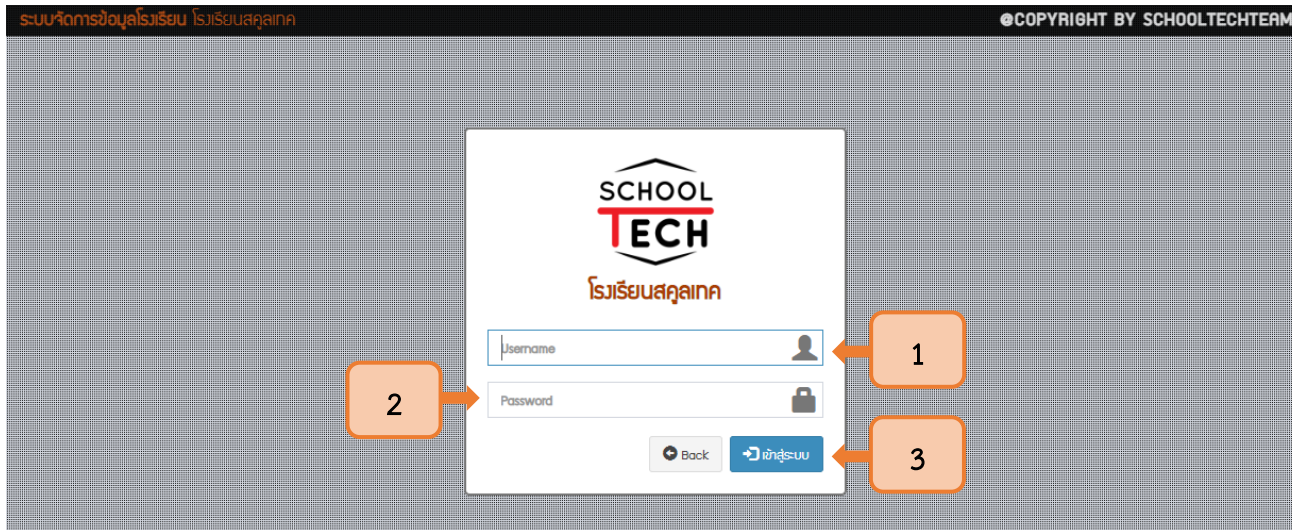 ระบบจัดการข้อมูลโรงเรียน โรงเรียนสคูลเทค
@COPYRIGHT BY SCHOOLTECHTEAM
SCHOOL
TECH
โรงเรียนสคูลเทค
Username
1
Password
2
Back
เข้าสู่ระบบ
3